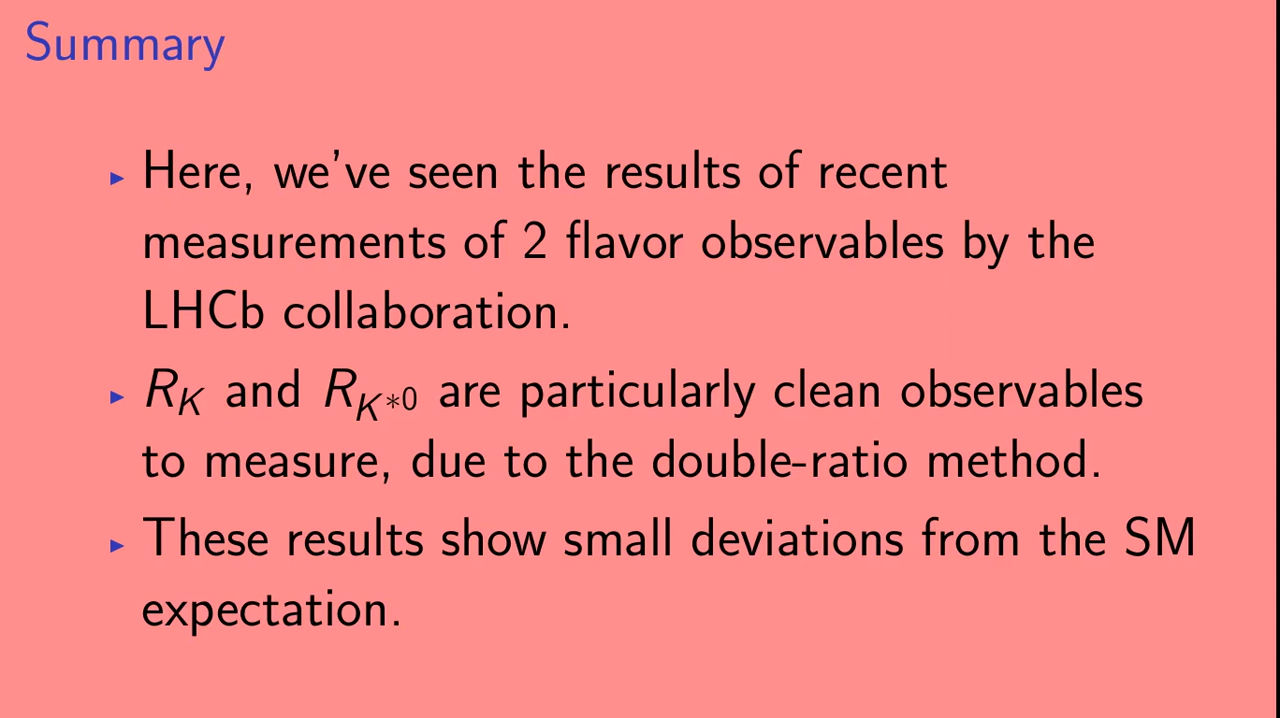 Summary
▸ Here, we've seen the results of recent
measurements of 2 flavor observables by the
LHCb collaboration.
▸ R_K and R_{K*0} are particularly clean observables
to measure, due to the double-ratio method.
▸ These results show small deviations from the SM
expectation.